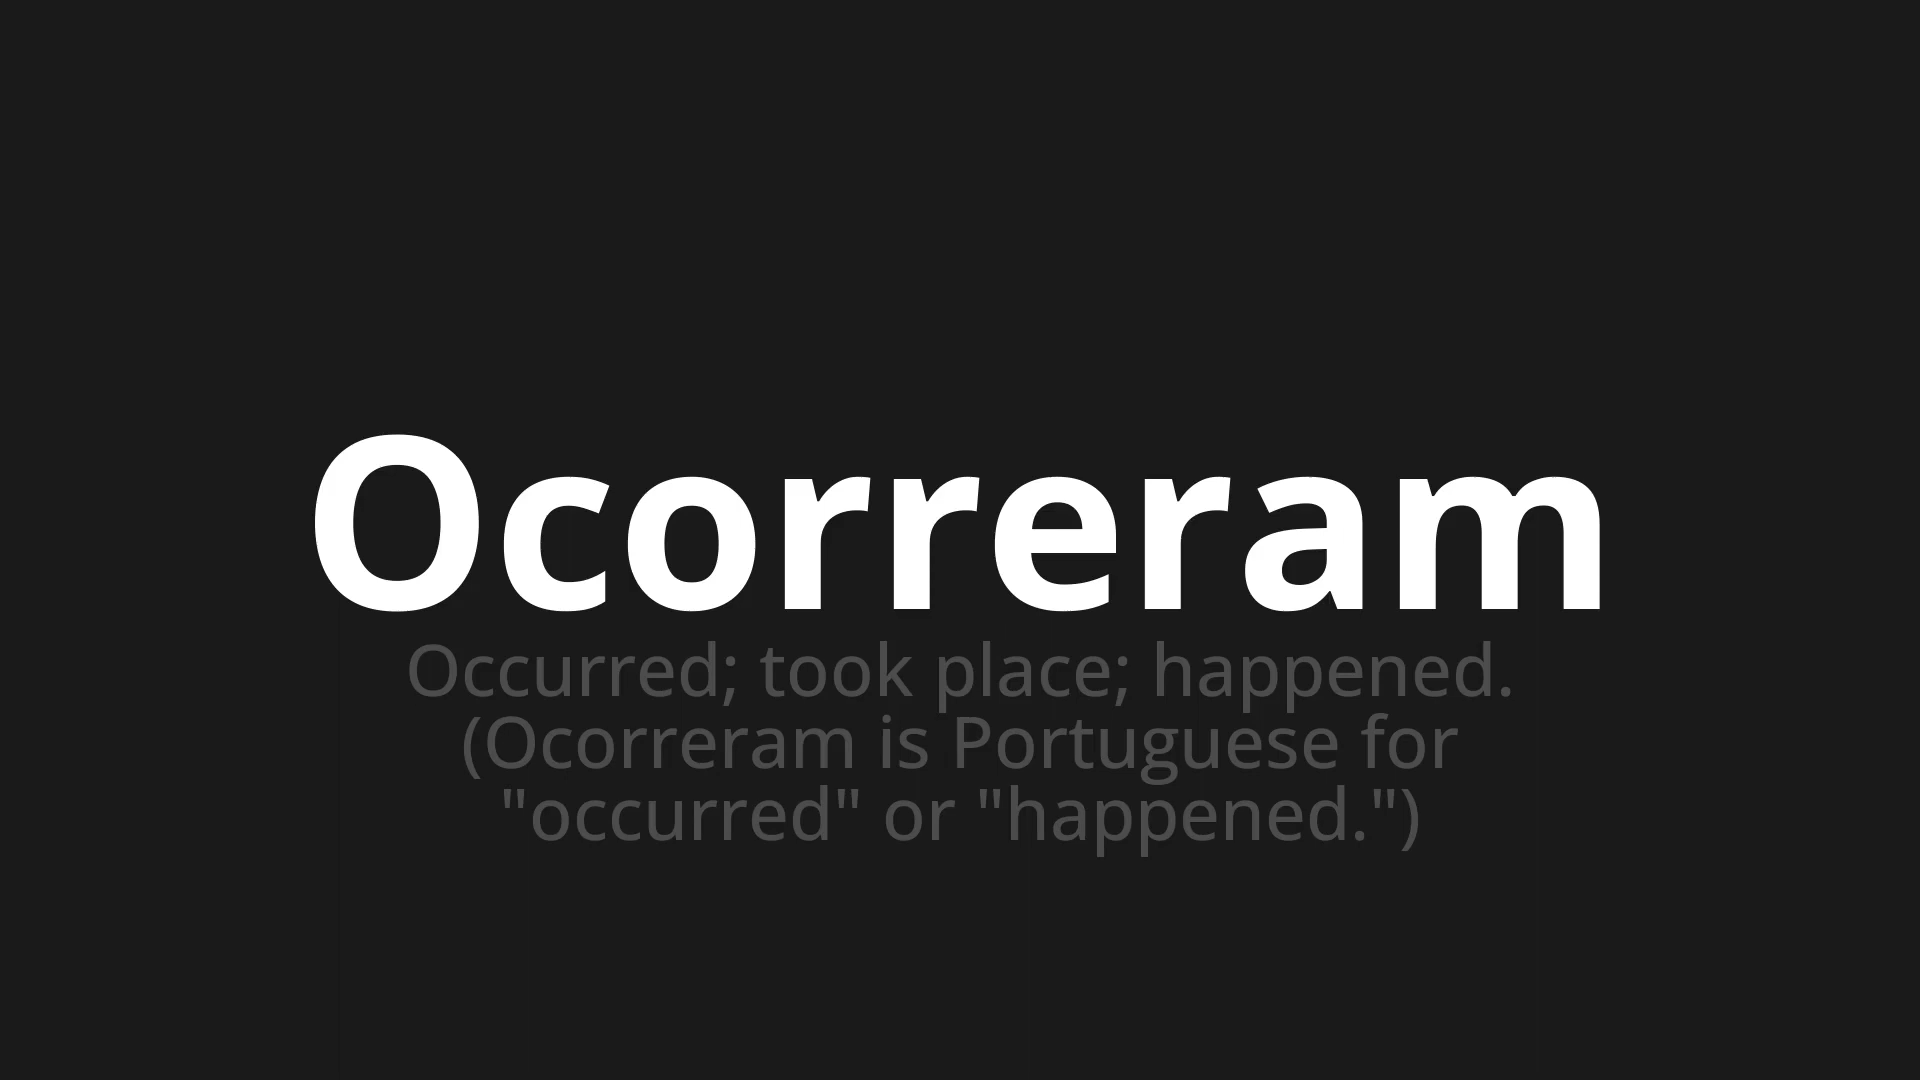 Ocorreram
Occurred; took place; happened.
(Ocorreram is Portuguese for
"occurred" or "happened.")